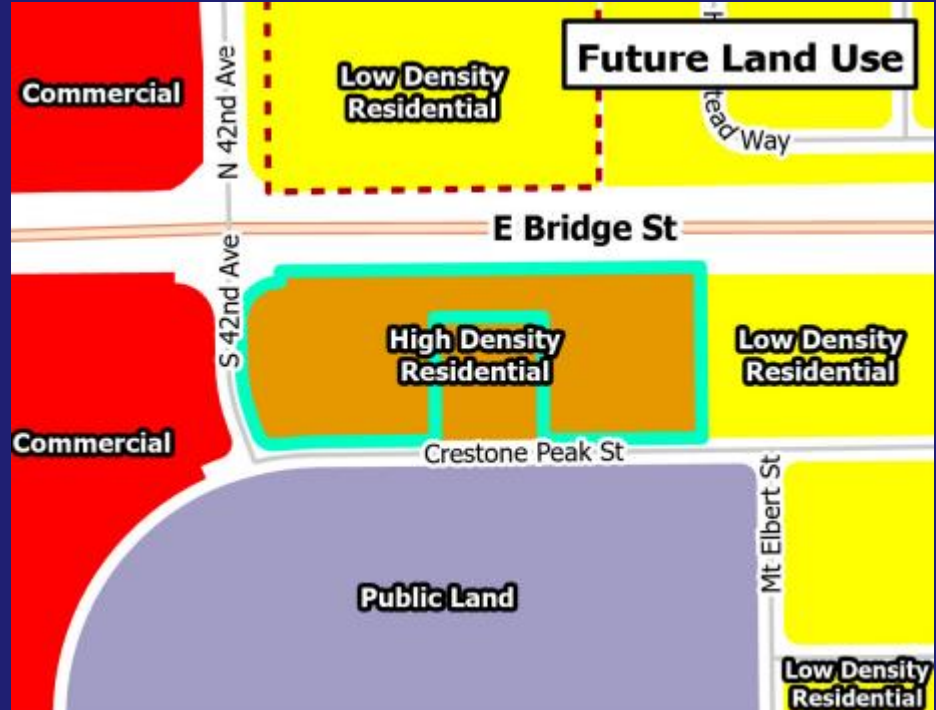 Future Land Use
Commercial
N 42nd Ave
Low Density
Residential
H
stead Way
E Bridge St
S 42nd Ave
High Density
Residential
Low Density
Residential
Commercial
Crestone Peak St
Mt Elbert St
Public Land
Low Density
Residential